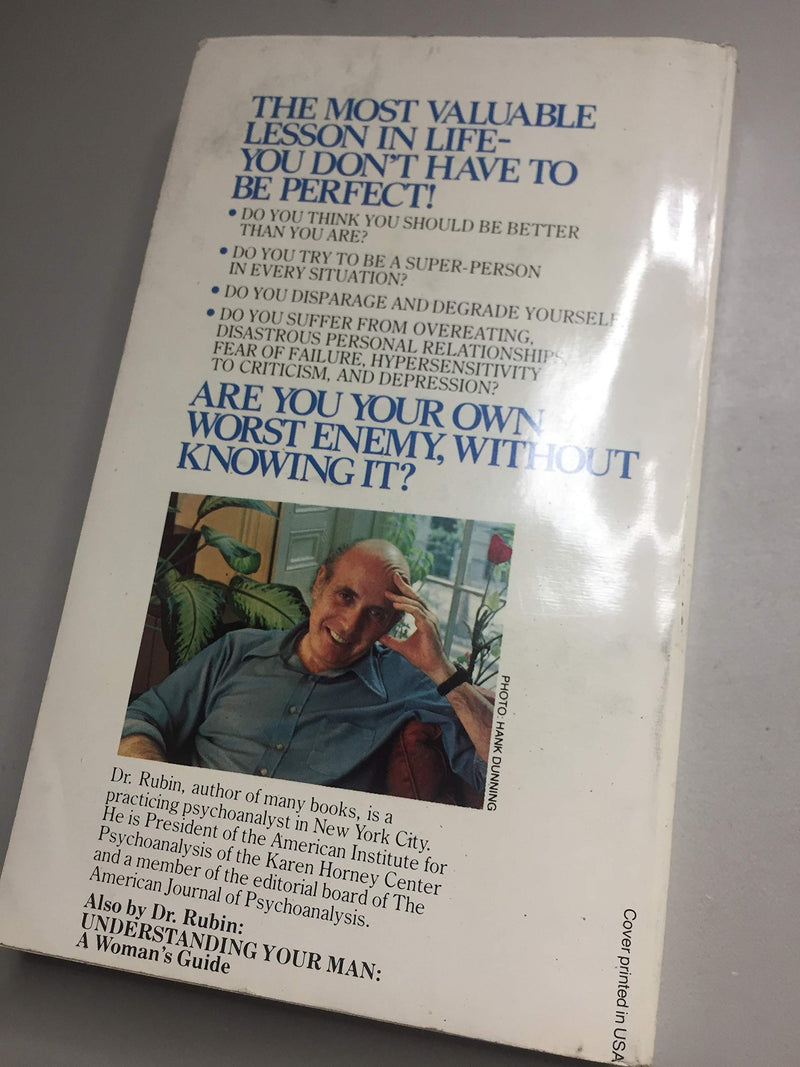 THE MOST VALUABLE
LESSON IN LIFE–
YOU DON'T HAVE TO
BE PERFECT!
• DO YOU THINK YOU SHOULD BE BETTER
THAN YOU ARE?
• DO YOU TRY TO BE A SUPER-PERSON
IN EVERY SITUATION?
• DO YOU DISPARAGE AND DEGRADE YOURSELF
• DO YOU SUFFER FROM OVEREATING,
DISASTROUS PERSONAL RELATIONSHIPS,
FEAR OF FAILURE, HYPERSENSITIVITY
TO CRITICISM, AND DEPRESSION?
ARE YOU YOUR OWN
WORST ENEMY, WITHOUT
KNOWING IT?
PHOTO: HANK DUNNING
Dr. Rubin, author of many books, is a
practicing psychoanalyst in New York City.
He is President of the American Institute for
Psychoanalysis of the Karen Horney Center
and a member of the editorial board of The
American Journal of Psychoanalysis.
Also by Dr. Rubin:
UNDERSTANDING YOUR MAN:
A Woman's Guide
Cover printed in USA